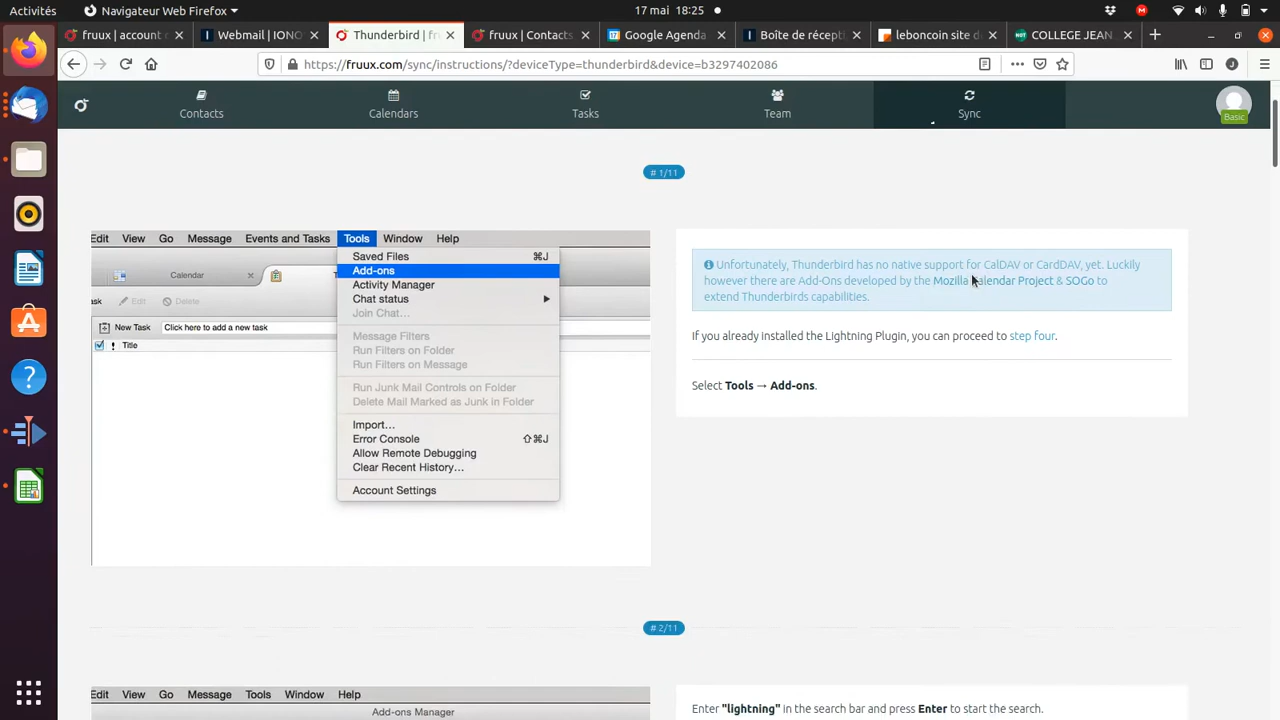 Activités
Navigateur Web Firefox
17 mai 18:25
fruux | account o
Webmail | IONO
Thunderbird | fr
fruux | Contacts
Google Agenda
Boîte de récepti
leboncoin site d
COLLEGE JEAN
https://fruux.com/sync/instructions/?deviceType=thunderbird&device=b3297402086
Contacts
Calendars
Tasks
Team
Sync
Basic
# 1/11
Edit View Go Message Events and Tasks Tools Window Help
Saved Files ⌘J
Add-ons
Activity Manager
Chat status
Join Chat…
Message Filters
Run Filters on Folder
Run Filters on Message
Run Junk Mail Controls on Folder
Delete Mail Marked as Junk in Folder
Import…
Error Console ⇧⌘J
Allow Remote Debugging
Clear Recent History…
Account Settings
Calendar
T
ask Edit Delete
New Task Click here to add a new task
! Title
Unfortunately, Thunderbird has no native support for CalDAV or CardDAV, yet. Luckily
however there are Add-Ons developed by the Mozilla Calendar Project & SOGo to
extend Thunderbirds capabilities.
If you already installed the Lightning Plugin, you can proceed to step four.
Select Tools → Add-ons.
# 2/11
Edit View Go Message Tools Window Help
Add-ons Manager
Enter "lightning" in the search bar and press Enter to start the search.